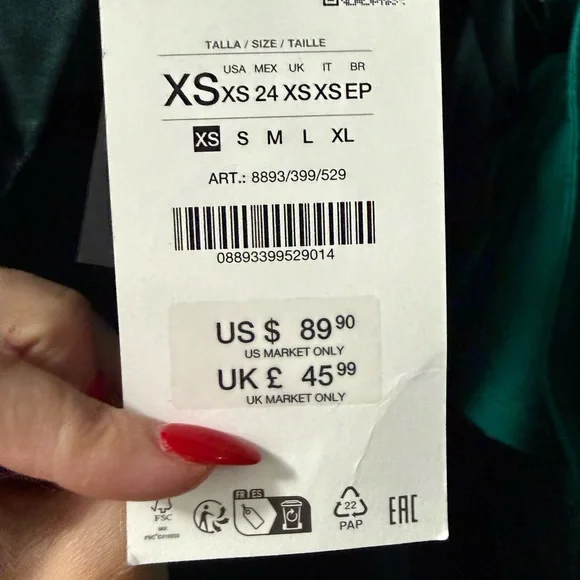 TALLA / SIZE / TAILLE
USA MEX UK IT BR
XS XS 24 XS XS EP
XS S M L XL
ART.: 8893/399/529
08893399529014
US $ 89 90
US MARKET ONLY
UK £ 45 99
UK MARKET ONLY
FR ES
22
FSC
PAP
EAC